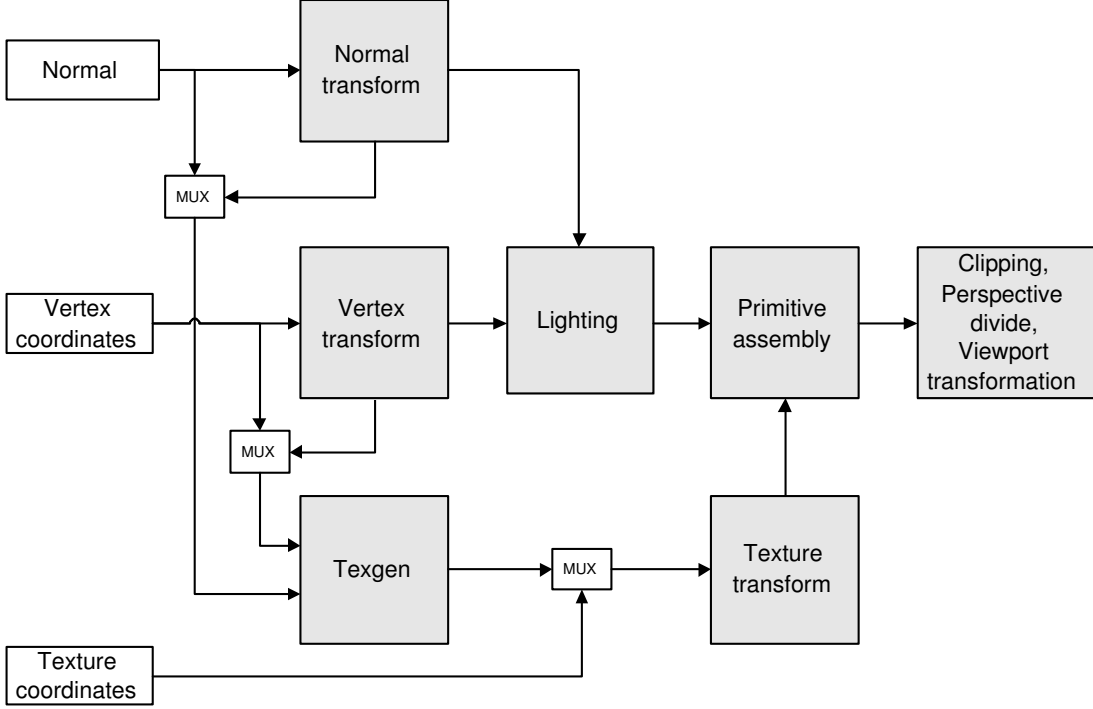 Normal
Normal
transform
MUX
Vertex
coordinates
Vertex
transform
Lighting
Primitive
assembly
Clipping,
Perspective
divide,
Viewport
transformation
MUX
Texgen
MUX
Texture
transform
Texture
coordinates